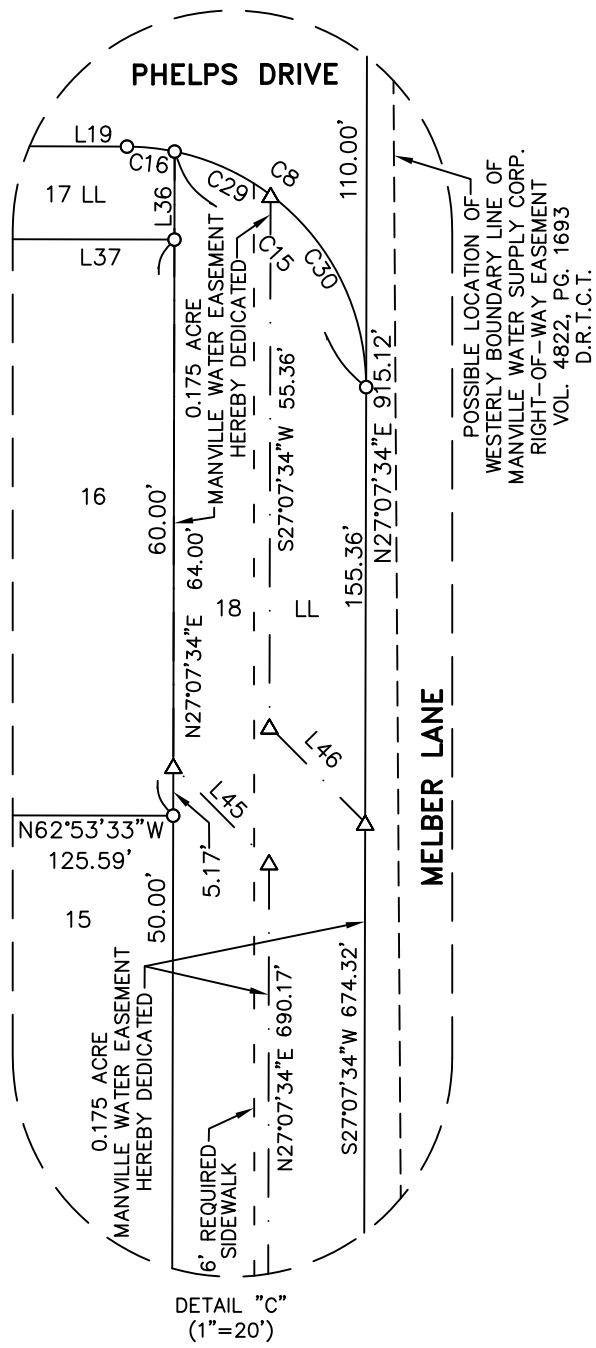 PHELPS DRIVE
L19
C16
C29
C8
110.00'
17 LL
L36
L37
C15
C30
0.175 ACRE
MANVILLE WATER EASEMENT
HEREBY DEDICATED
POSSIBLE LOCATION OF
WESTERLY BOUNDARY LINE OF
MANVILLE WATER SUPPLY CORP.
RIGHT-OF-WAY EASEMENT
VOL. 4822, PG. 1693
D.R.T.C.T.
S27°07'34"W 55.36'
N27°07'34"E 915.12'
16
60.00'
N27°07'34"E 64.00'
155.36'
18 LL
L46
L45
MELBER LANE
N62°53'33"W
125.59'
5.17'
15
50.00'
0.175 ACRE
MANVILLE WATER EASEMENT
HEREBY DEDICATED
6' REQUIRED
SIDEWALK
N27°07'34"E 690.17'
S27°07'34"W 674.32'
DETAIL "C"
(1"=20')